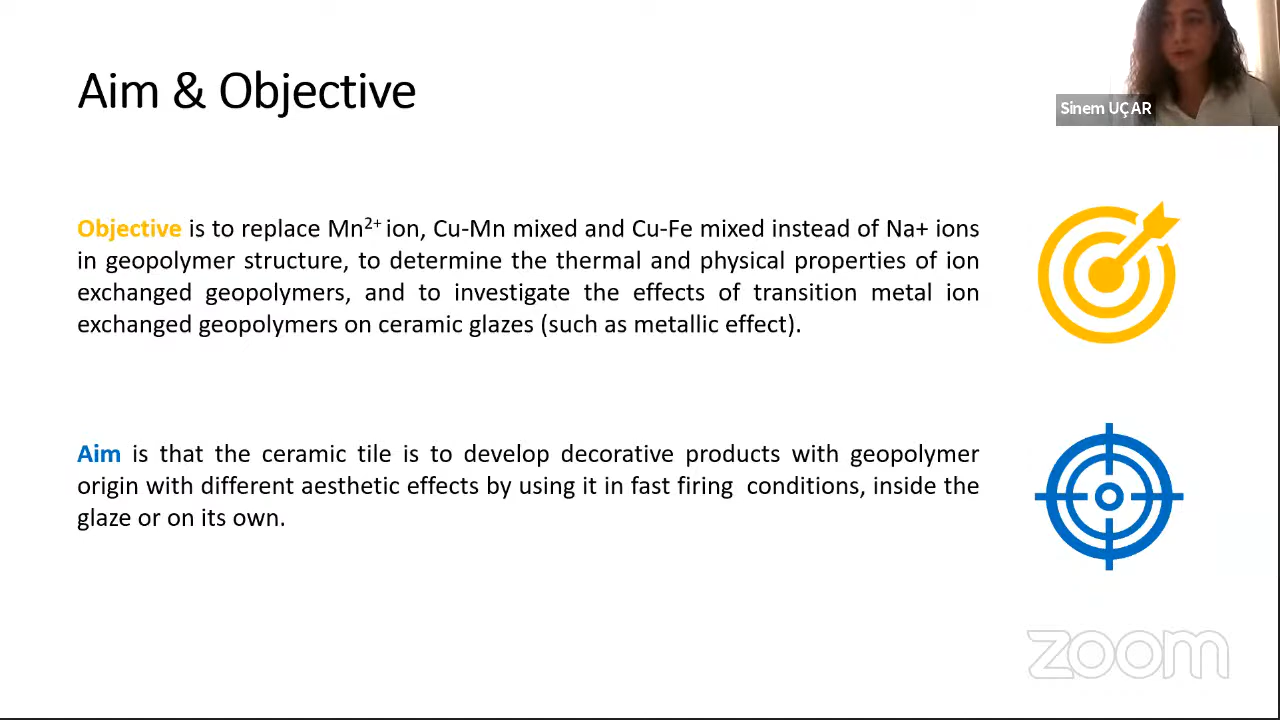 Aim & Objective
Sinem UÇAR
Objective is to replace Mn²⁺ ion, Cu-Mn mixed and Cu-Fe mixed instead of Na+ ions
in geopolymer structure, to determine the thermal and physical properties of ion
exchanged geopolymers, and to investigate the effects of transition metal ion
exchanged geopolymers on ceramic glazes (such as metallic effect).
Aim is that the ceramic tile is to develop decorative products with geopolymer
origin with different aesthetic effects by using it in fast firing conditions, inside the
glaze or on its own.
zoom